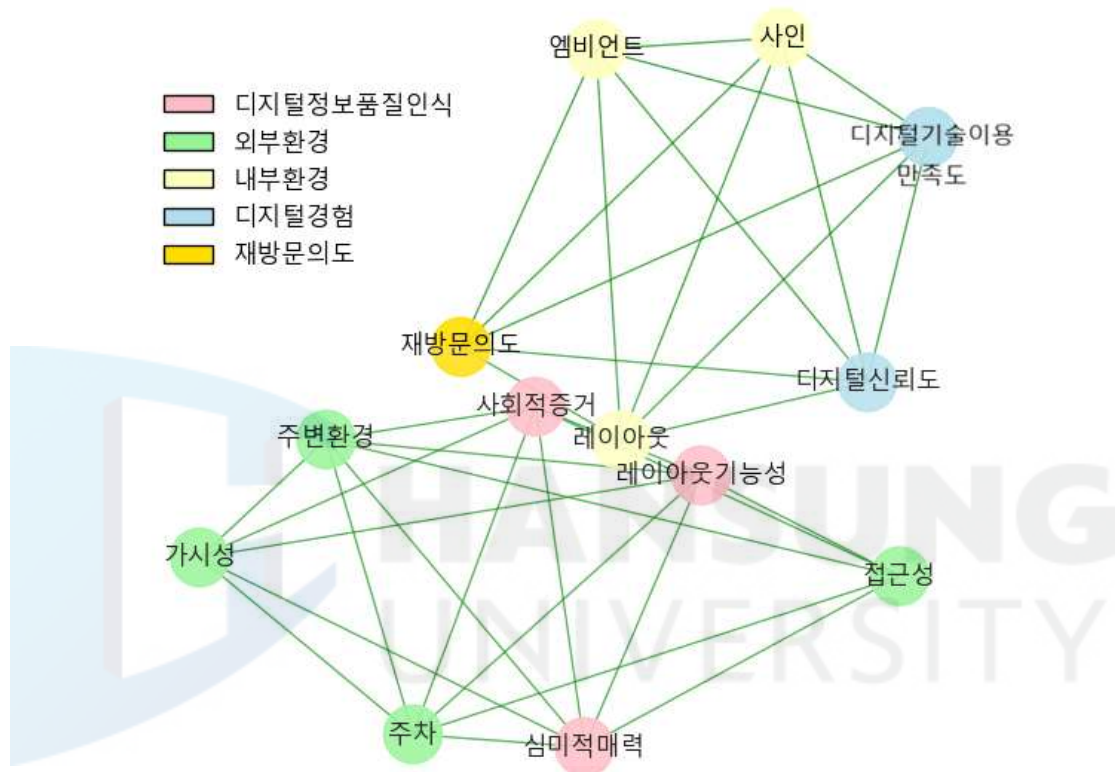 엠비언트
사인
디지털정보품질인식
외부환경
내부환경
디지털경험
재방문의도
디지털기술이용
만족도
재방문의도
디지털신뢰도
사회적증거
주변환경
레이아웃
레이아웃기능성
가시성
접근성
주차
심미적매력
HANSUNG
UNIVERSITY